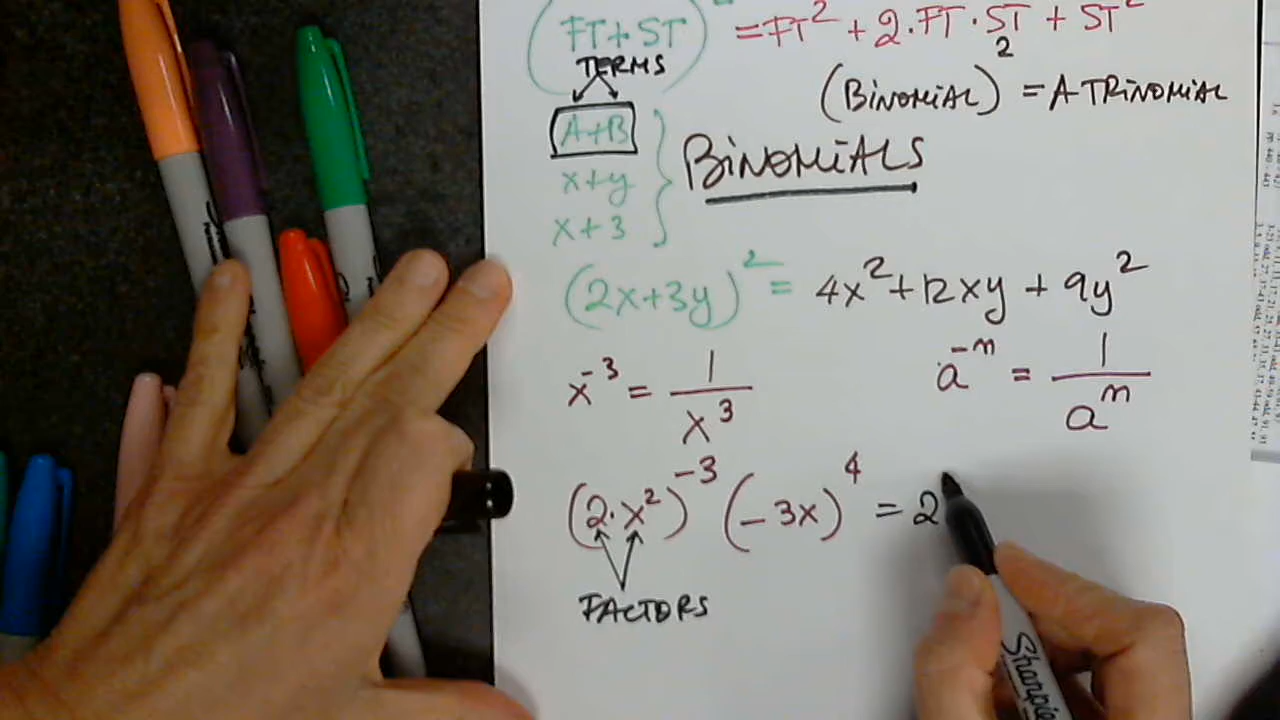 (FT+ST)² = FT² + 2·FT·ST + ST²
TERMS
(BiNOMiAL)² = A TRiNOMiAL
A+B
BiNOMiALS
x+y
x+3
(2x+3y)² = 4x²+12xy + 9y²
x⁻³ = 1/x³
a⁻ⁿ = 1/aⁿ
(2·x²)⁻³ (-3x)⁴ = 2
FACTORS
Sharpie